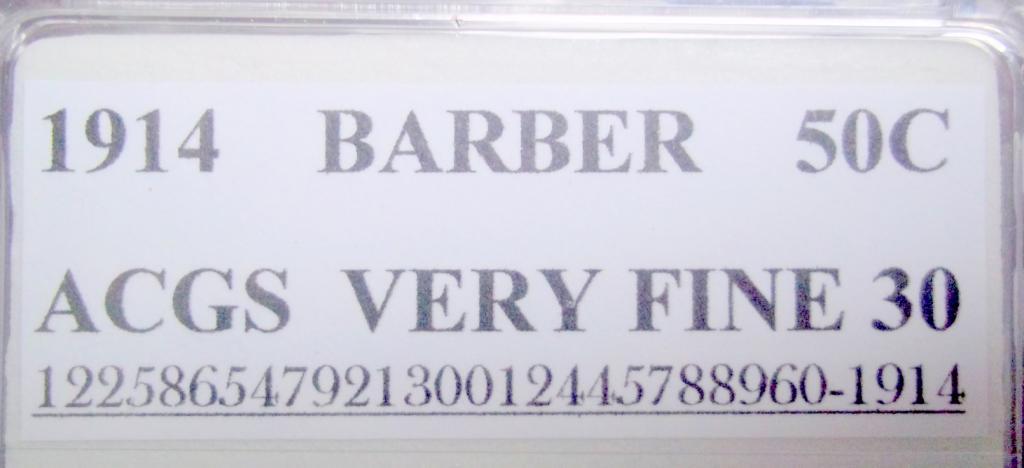 1914 BARBER 50C
ACGS VERY FINE 30
12258654792130012445788960-1914